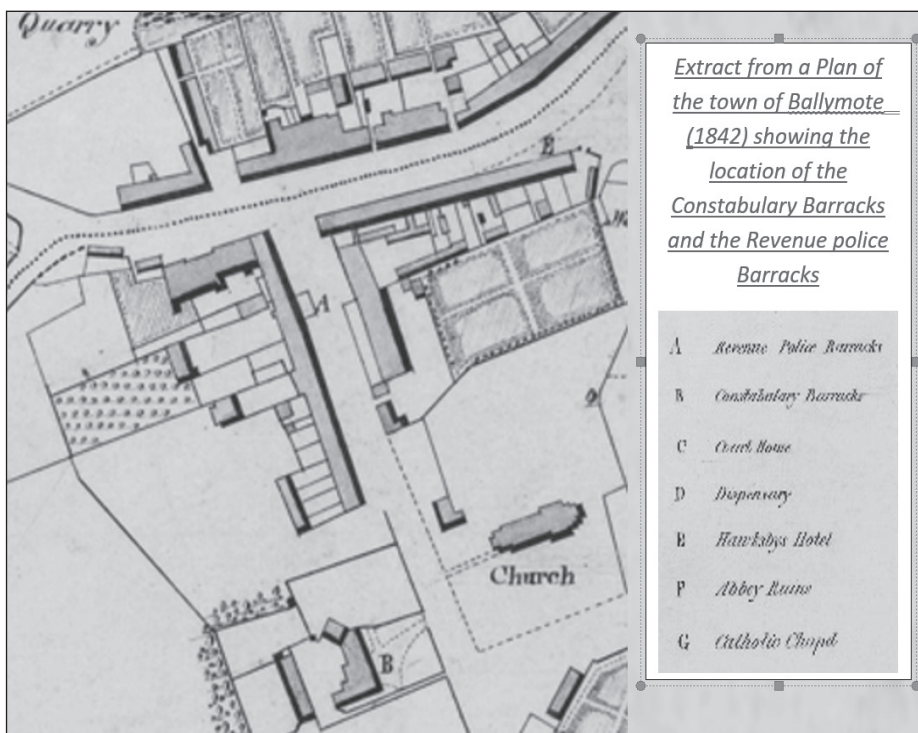 Quarry
E
A
Church
B
Extract from a Plan of
the town of Ballymote
(1842) showing the
location of the
Constabulary Barracks
and the Revenue police
Barracks
A Revenue Police Barracks
B Constabulary Barracks
C Court House
D Dispensary
E Hawksbys Hotel
F Abbey Ruins
G Catholic Chapel